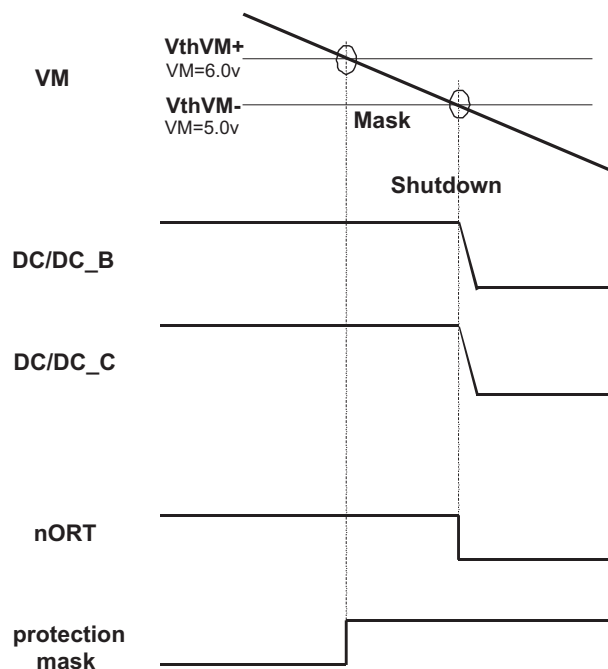 VthVM+
VM=6.0v
VM
VthVM-
VM=5.0v
Mask
Shutdown
DC/DC_B
DC/DC_C
nORT
protection
mask